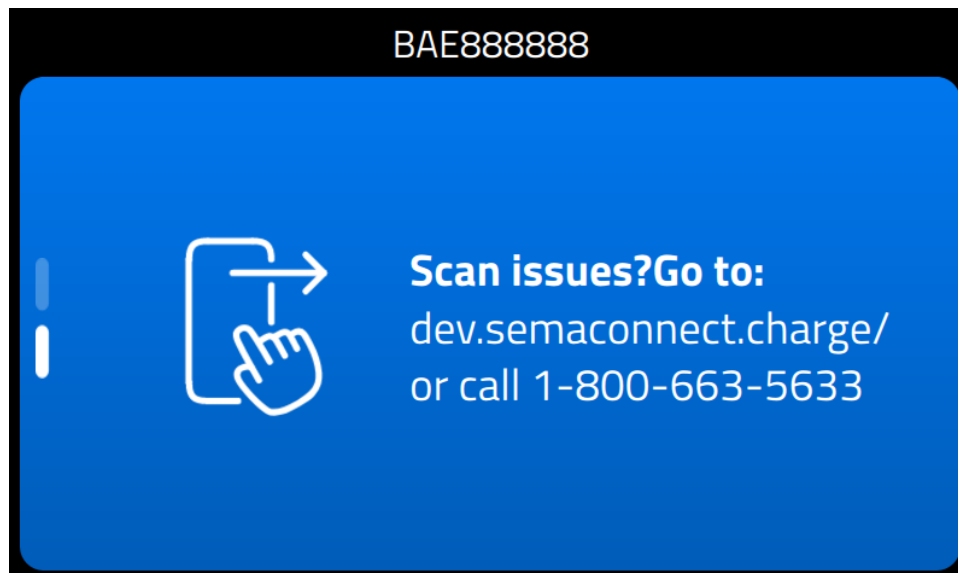 BAE888888
Scan issues?Go to:
dev.semaconnect.charge/
or call 1-800-663-5633